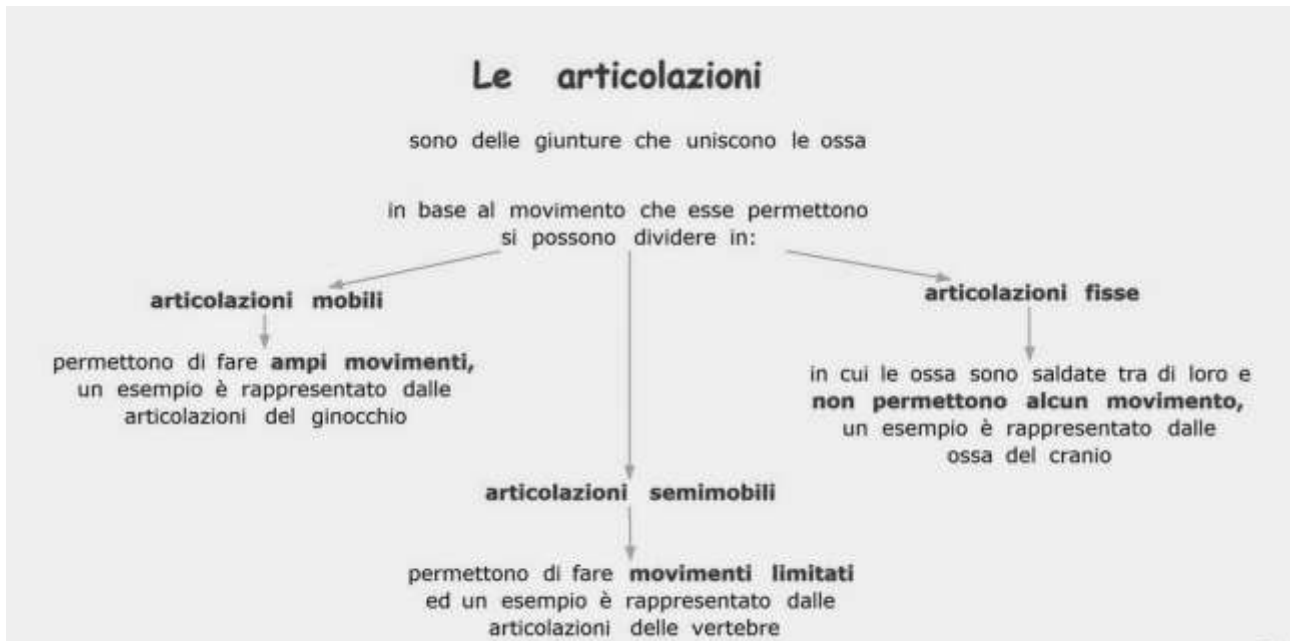 Le articolazioni
sono delle giunture che uniscono le ossa
in base al movimento che esse permettono
si possono dividere in:
articolazioni mobili
permettono di fare ampi movimenti,
un esempio è rappresentato dalle
articolazioni del ginocchio
articolazioni semimobili
permettono di fare movimenti limitati
ed un esempio è rappresentato dalle
articolazioni delle vertebre
articolazioni fisse
in cui le ossa sono saldate tra di loro e
non permettono alcun movimento,
un esempio è rappresentato dalle
ossa del cranio